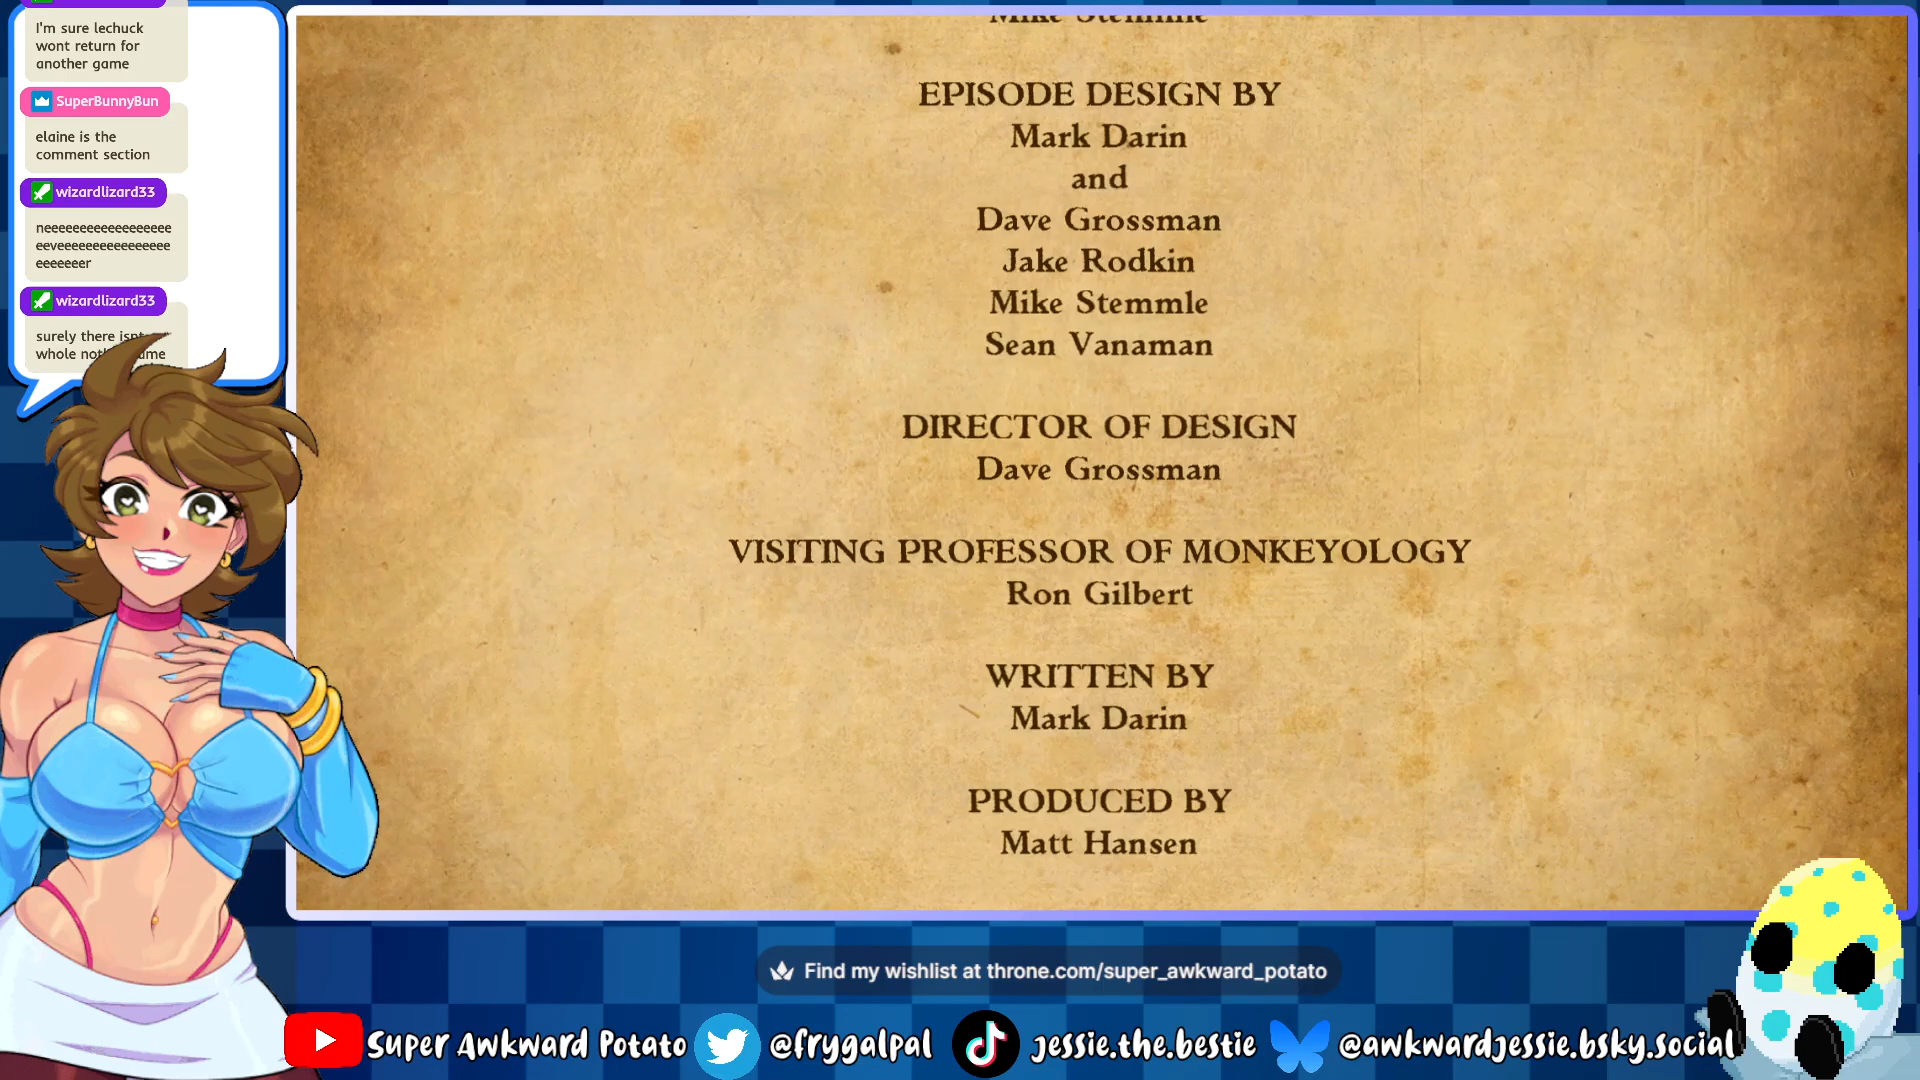 I'm sure lechuck
wont return for
another game
SuperBunnyBun
elaine is the
comment section
wizardlizard33
neeeeeeeeeeeeeeeeee
eeveeeeeeeeeeeeeeee
eeeeeeer
wizardlizard33
surely there isnt
whole
Mike Stemmle
EPISODE DESIGN BY
Mark Darin
and
Dave Grossman
Jake Rodkin
Mike Stemmle
Sean Vanaman
DIRECTOR OF DESIGN
Dave Grossman
VISITING PROFESSOR OF MONKEYOLOGY
Ron Gilbert
WRITTEN BY
Mark Darin
PRODUCED BY
Matt Hansen
Find my wishlist at throne.com/super_awkward_potato
Super Awkward Potato
@frygalpal
jessie.the.bestie
@awkwardjessie.bsky.social